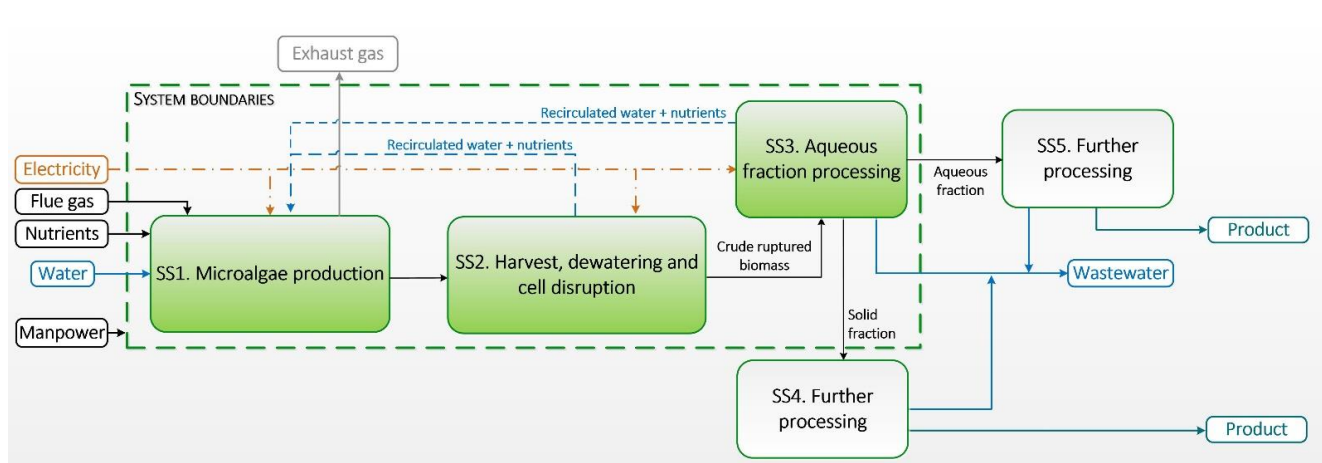 Exhaust gas
SYSTEM BOUNDARIES
Recirculated water + nutrients
Recirculated water + nutrients
Electricity
Flue gas
Nutrients
Water
Manpower
SS1. Microalgae production
SS2. Harvest, dewatering and
cell disruption
Crude ruptured
biomass
SS3. Aqueous
fraction processing
Aqueous
fraction
SS5. Further
processing
Product
Wastewater
Solid
fraction
SS4. Further
processing
Product